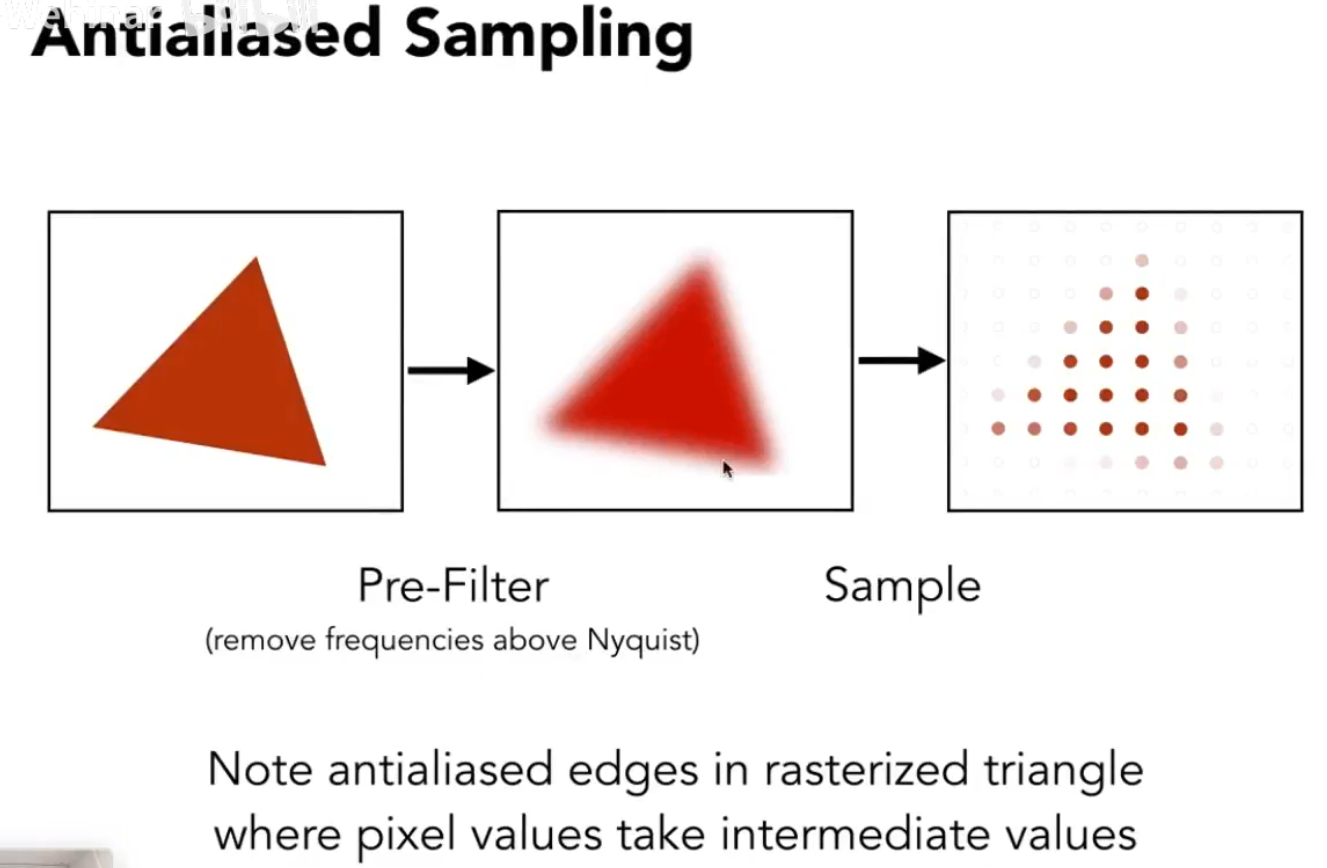 Webinar
Antialiased Sampling
Pre-Filter
Sample
(remove frequencies above Nyquist)
Note antialiased edges in rasterized triangle
where pixel values take intermediate values